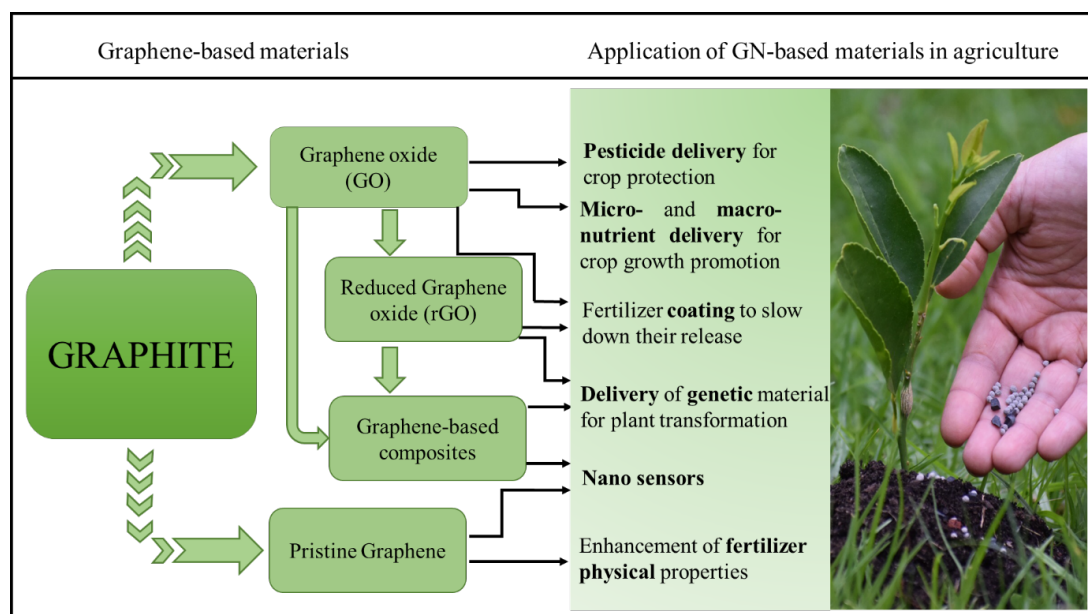 Graphene-based materials
Application of GN-based materials in agriculture
GRAPHITE
Graphene oxide
(GO)
Reduced Graphene
oxide (rGO)
Graphene-based
composites
Pristine Graphene
Pesticide delivery for
crop protection
Micro- and macro-
nutrient delivery for
crop growth promotion
Fertilizer coating to slow
down their release
Delivery of genetic material
for plant transformation
Nano sensors
Enhancement of fertilizer
physical properties